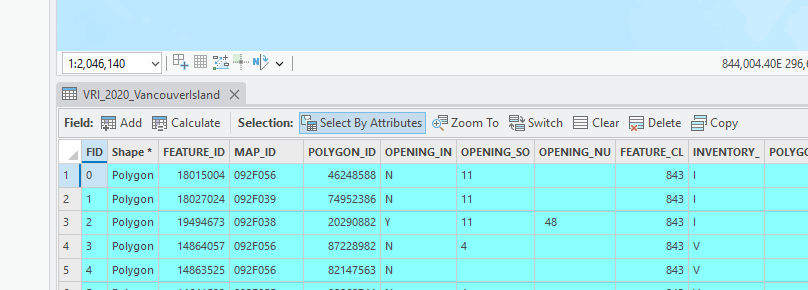 1:2,046,140 844,004.40E 296,6
VRI_2020_VancouverIsland
Field: Add Calculate Selection: Select By Attributes Zoom To Switch Clear Delete Copy
FID Shape * FEATURE_ID MAP_ID POLYGON_ID OPENING_IN OPENING_SO OPENING_NU FEATURE_CL INVENTORY_ POLYG
1 0 Polygon 18015004 092F056 46248588 N 11 843 I
2 1 Polygon 18027024 092F039 74952386 N 11 843 I
3 2 Polygon 19494673 092F038 20290882 Y 11 48 843 I
4 3 Polygon 14864057 092F056 87228982 N 4 843 V
5 4 Polygon 14863525 092F056 82147563 N 843 V